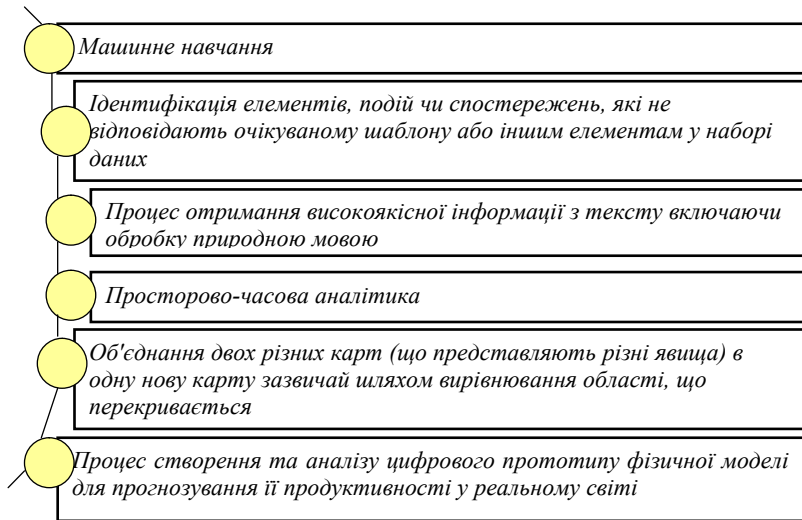 Машинне навчання
Ідентифікація елементів, подій чи спостережень, які не
відповідають очікуваному шаблону або іншим елементам у наборі
даних
Процес отримання високоякісної інформації з тексту включаючи
обробку природною мовою
Просторово-часова аналітика
Об'єднання двох різних карт (що представляють різні явища) в
одну нову карту зазвичай шляхом вирівнювання області, що
перекривається
Процес створення та аналізу цифрового прототипу фізичної моделі
для прогнозування її продуктивності у реальному світі